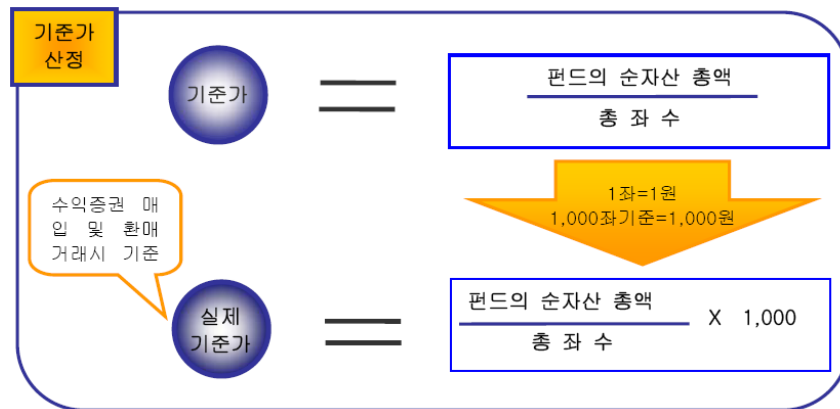 기준가
산정
기준가
펀드의 순자산 총액
총 좌 수
1좌=1원
1,000좌기준=1,000원
수익증권 매
입 및 환매
거래시 기준
실제
기준가
펀드의 순자산 총액
총 좌 수
X 1,000